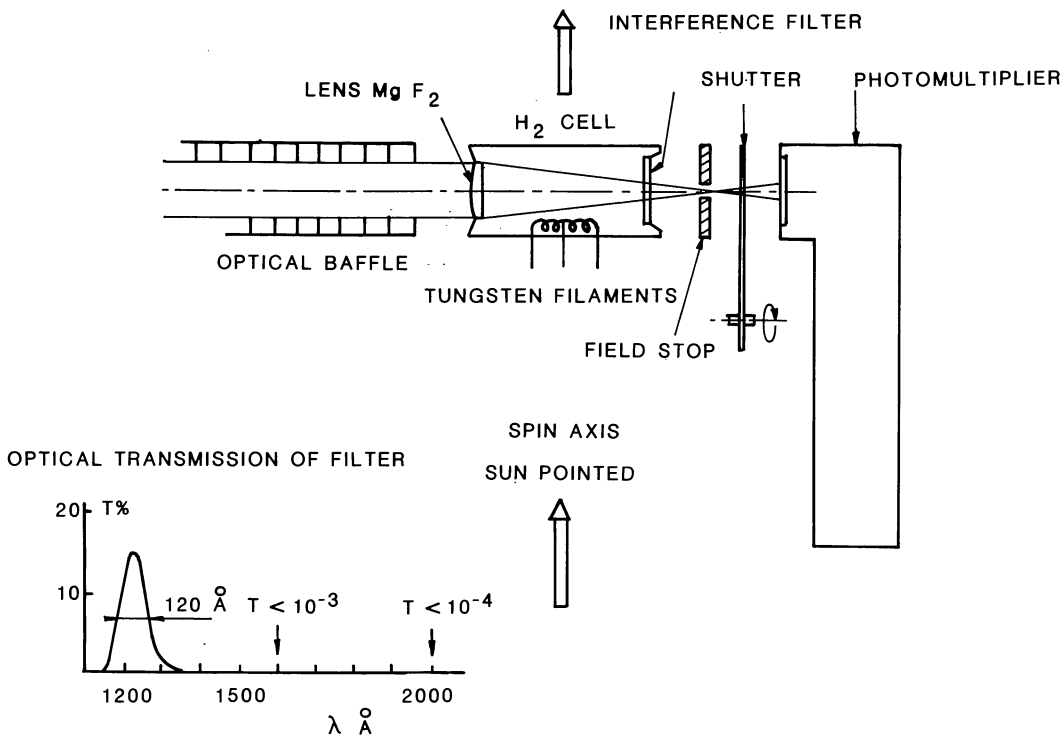 INTERFERENCE FILTER
SHUTTER
PHOTOMULTIPLIER
LENS Mg F₂
H₂ CELL
OPTICAL BAFFLE
TUNGSTEN FILAMENTS
FIELD STOP
SPIN AXIS
SUN POINTED
OPTICAL TRANSMISSION OF FILTER
20 T%
10
120 Å
T < 10⁻³
T < 10⁻⁴
1200 1500 2000
λ Å